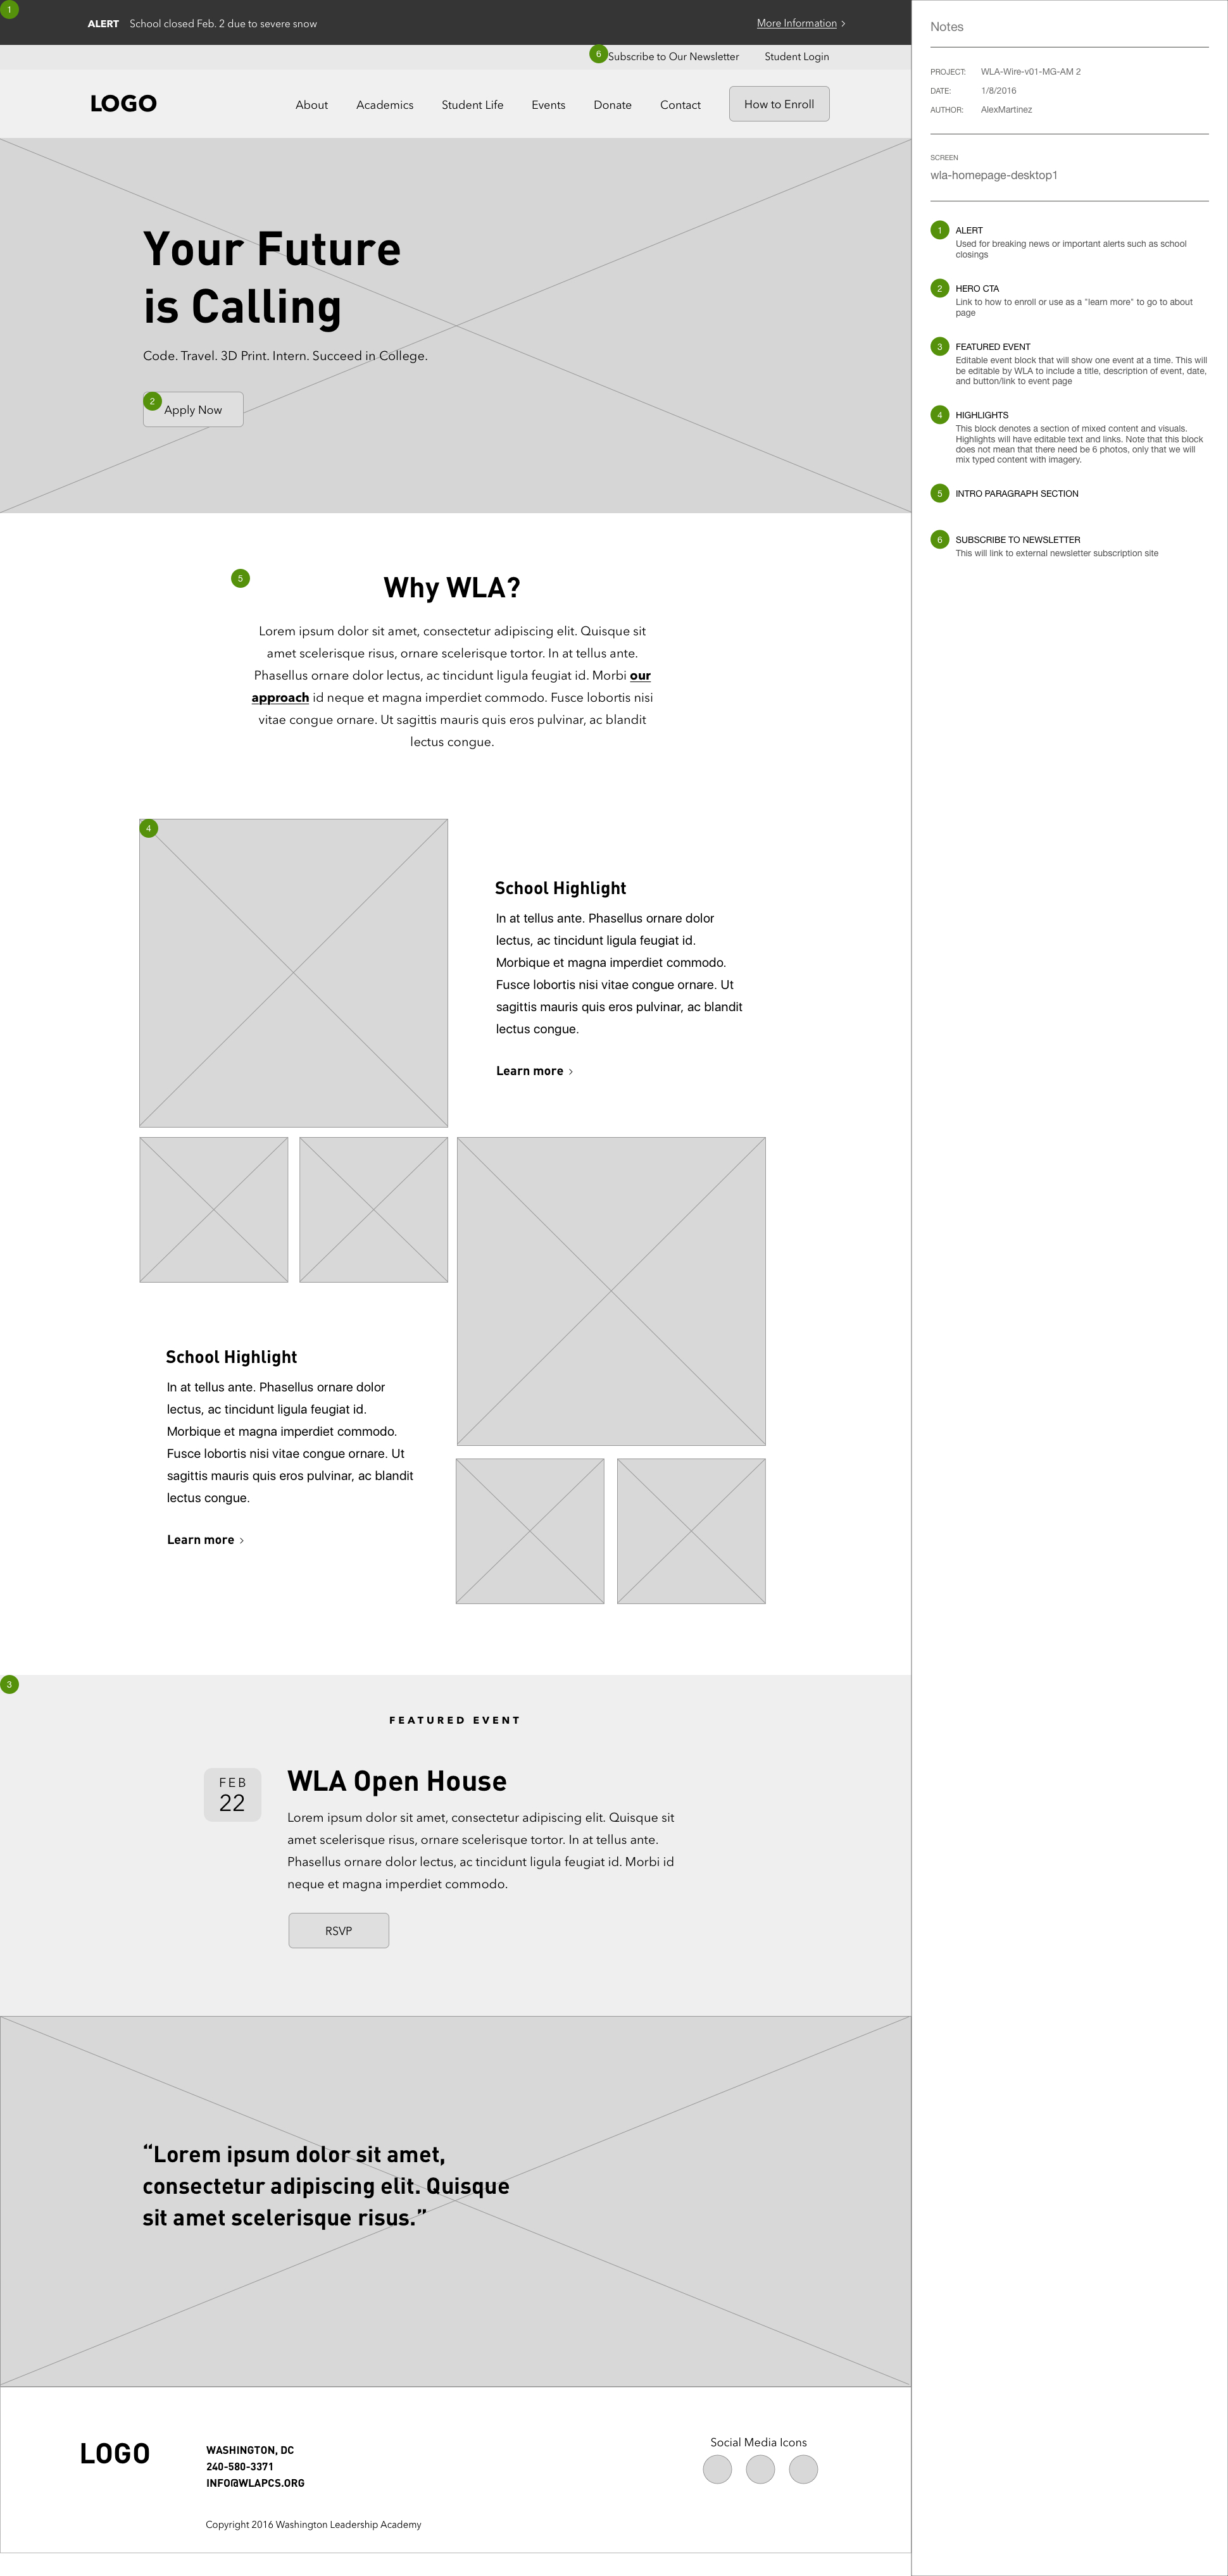 1
ALERT School closed Feb. 2 due to severe snow More Information
6 Subscribe to Our Newsletter Student Login
LOGO About Academics Student Life Events Donate Contact How to Enroll
Your Future
is Calling
Code. Travel. 3D Print. Intern. Succeed in College.
2 Apply Now
5 Why WLA?
Lorem ipsum dolor sit amet, consectetur adipiscing elit. Quisque sit
amet scelerisque risus, ornare scelerisque tortor. In at tellus ante.
Phasellus ornare dolor lectus, ac tincidunt ligula feugiat id. Morbi our
approach id neque et magna imperdiet commodo. Fusce lobortis nisi
vitae congue ornare. Ut sagittis mauris quis eros pulvinar, ac blandit
lectus congue.
4
School Highlight
In at tellus ante. Phasellus ornare dolor
lectus, ac tincidunt ligula feugiat id.
Morbique et magna imperdiet commodo.
Fusce lobortis nisi vitae congue ornare. Ut
sagittis mauris quis eros pulvinar, ac blandit
lectus congue.
Learn more
School Highlight
In at tellus ante. Phasellus ornare dolor
lectus, ac tincidunt ligula feugiat id.
Morbique et magna imperdiet commodo.
Fusce lobortis nisi vitae congue ornare. Ut
sagittis mauris quis eros pulvinar, ac blandit
lectus congue.
Learn more
3
FEATURED EVENT
FEB
22
WLA Open House
Lorem ipsum dolor sit amet, consectetur adipiscing elit. Quisque sit
amet scelerisque risus, ornare scelerisque tortor. In at tellus ante.
Phasellus ornare dolor lectus, ac tincidunt ligula feugiat id. Morbi id
neque et magna imperdiet commodo.
RSVP
“Lorem ipsum dolor sit amet,
consectetur adipiscing elit. Quisque
sit amet scelerisque risus.”
LOGO
WASHINGTON, DC
240-580-3371
INFO@WLAPCS.ORG
Social Media Icons
Copyright 2016 Washington Leadership Academy
Notes
PROJECT: WLA-Wire-v01-MG-AM 2
DATE: 1/8/2016
AUTHOR: AlexMartinez
SCREEN
wla-homepage-desktop1
1 ALERT
Used for breaking news or important alerts such as school
closings
2 HERO CTA
Link to how to enroll or use as a "learn more" to go to about
page
3 FEATURED EVENT
Editable event block that will show one event at a time. This will
be editable by WLA to include a title, description of event, date,
and button/link to event page
4 HIGHLIGHTS
This block denotes a section of mixed content and visuals.
Highlights will have editable text and links. Note that this block
does not mean that there need be 6 photos, only that we will
mix typed content with imagery.
5 INTRO PARAGRAPH SECTION
6 SUBSCRIBE TO NEWSLETTER
This will link to external newsletter subscription site